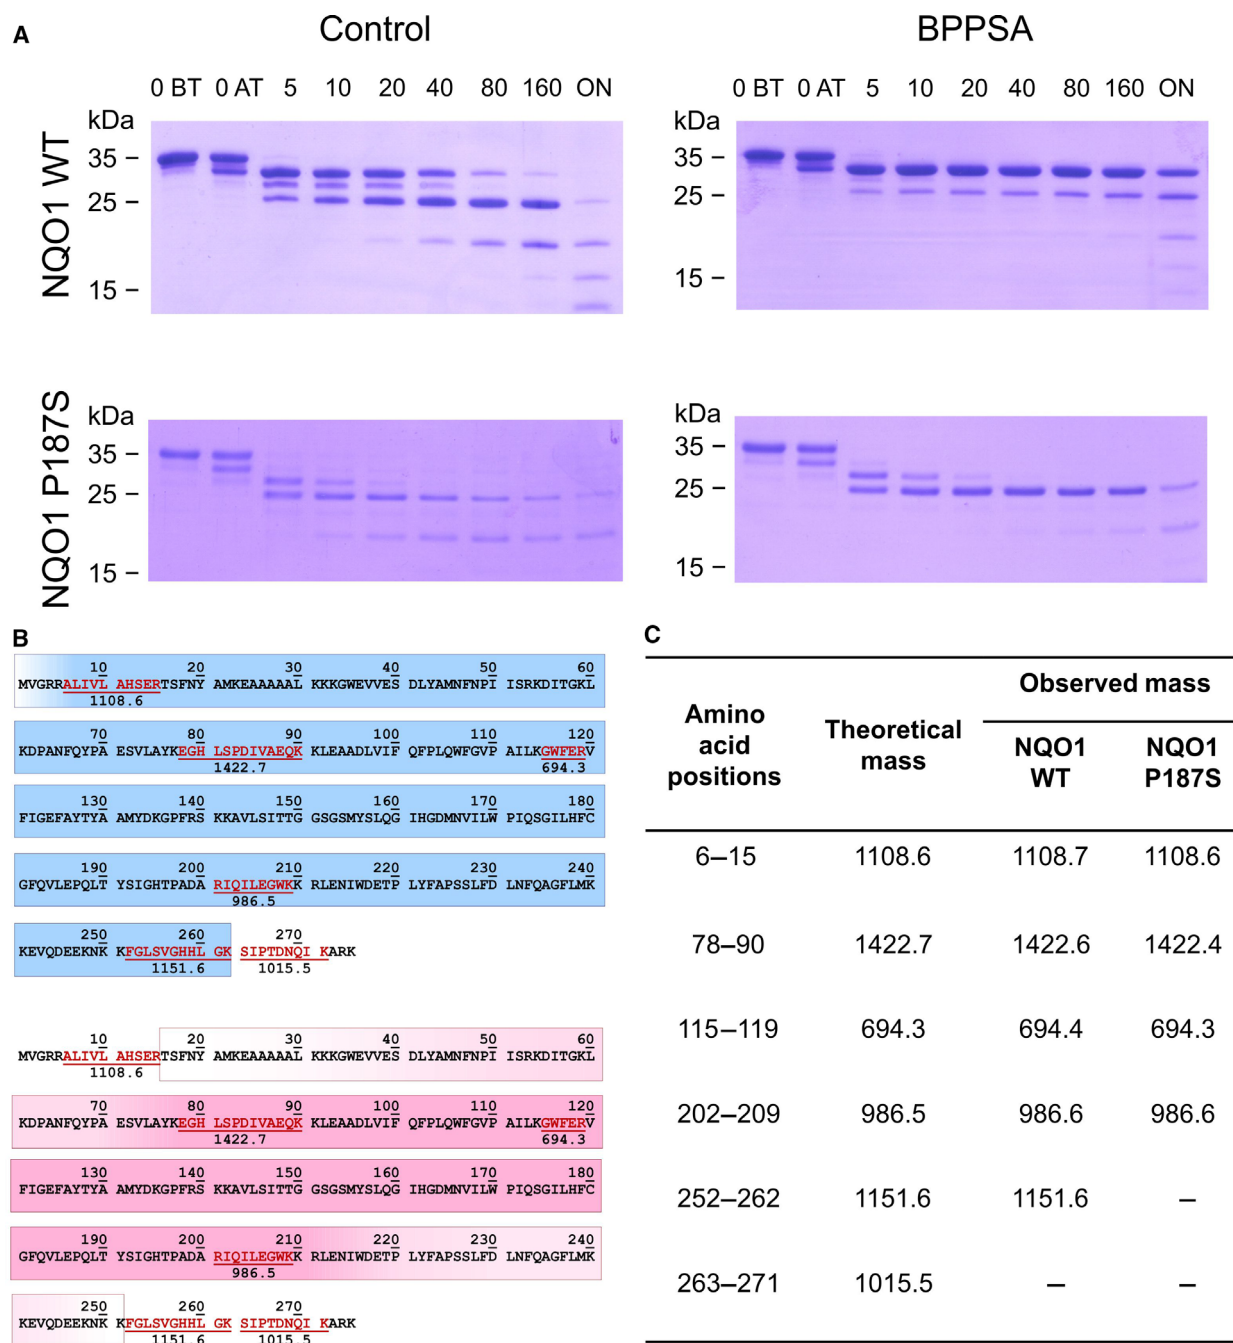 A
Control
BPPSA
0 BT 0 AT 5 10 20 40 80 160 ON
0 BT 0 AT 5 10 20 40 80 160 ON
NQO1 WT
kDa
35
25
15
kDa
35
25
15
NQO1 P187S
kDa
35
25
15
kDa
35
25
15
B
10 20 30 40 50 60
MVGRRALIVL AHSERTSFNY AMKEAAAAAL KKKGWEVVES DLYAMNFNPI ISRKDITGKL
1108.6
70 80 90 100 110 120
KDPANFQYPA ESVLAYKEGH LSPDIVAEQK KLEAADLVIF QFPLQWFGVP AILKGWFERV
1422.7 694.3
130 140 150 160 170 180
FIGEFAYTYA AMYDKGPFRS KKAVLSITTG GSGSMYSLQG IHGDMNVILW PIQSGILHFC
190 200 210 220 230 240
GFQVLEPQLT YSIGHTPADA RIQILEGWKK RLENIWDETP LYFAPSSLFD LNFQAGFLMK
986.5
250 260 270
KEVQDEEKNK KFGLSVGHHL GK SIPTDNQI KARK
1151.6 1015.5
10 20 30 40 50 60
MVGRRALIVL AHSERTSFNY AMKEAAAAAL KKKGWEVVES DLYAMNFNPI ISRKDITGKL
1108.6
70 80 90 100 110 120
KDPANFQYPA ESVLAYKEGH LSPDIVAEQK KLEAADLVIF QFPLQWFGVP AILKGWFERV
1422.7 694.3
130 140 150 160 170 180
FIGEFAYTYA AMYDKGPFRS KKAVLSITTG GSGSMYSLQG IHGDMNVILW PIQSGILHFC
190 200 210 220 230 240
GFQVLEPQLT YSIGHTPADA RIQILEGWKK RLENIWDETP LYFAPSSLFD LNFQAGFLMK
986.5
250 260 270
KEVQDEEKNK KFGLSVGHHL GK SIPTDNQI KARK
1151.6 1015.5
C
Amino acid positions Theoretical mass Observed mass
NQO1 WT NQO1 P187S
6–15 1108.6 1108.7 1108.6
78–90 1422.7 1422.6 1422.4
115–119 694.3 694.4 694.3
202–209 986.5 986.6 986.6
252–262 1151.6 1151.6 –
263–271 1015.5 – –